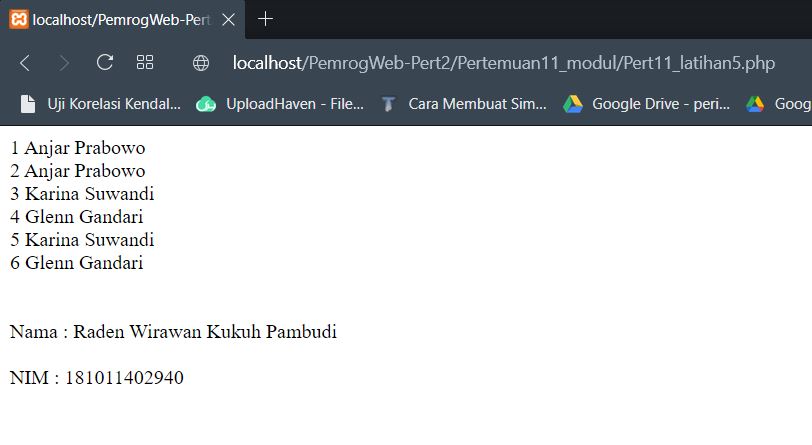 localhost/PemrogWeb-Pert
localhost/PemrogWeb-Pert2/Pertemuan11_modul/Pert11_latihan5.php
Uji Korelasi Kendal... UploadHaven - File... Cara Membuat Sim... Google Drive - peri... Goog
1 Anjar Prabowo
2 Anjar Prabowo
3 Karina Suwandi
4 Glenn Gandari
5 Karina Suwandi
6 Glenn Gandari
Nama : Raden Wirawan Kukuh Pambudi
NIM : 181011402940